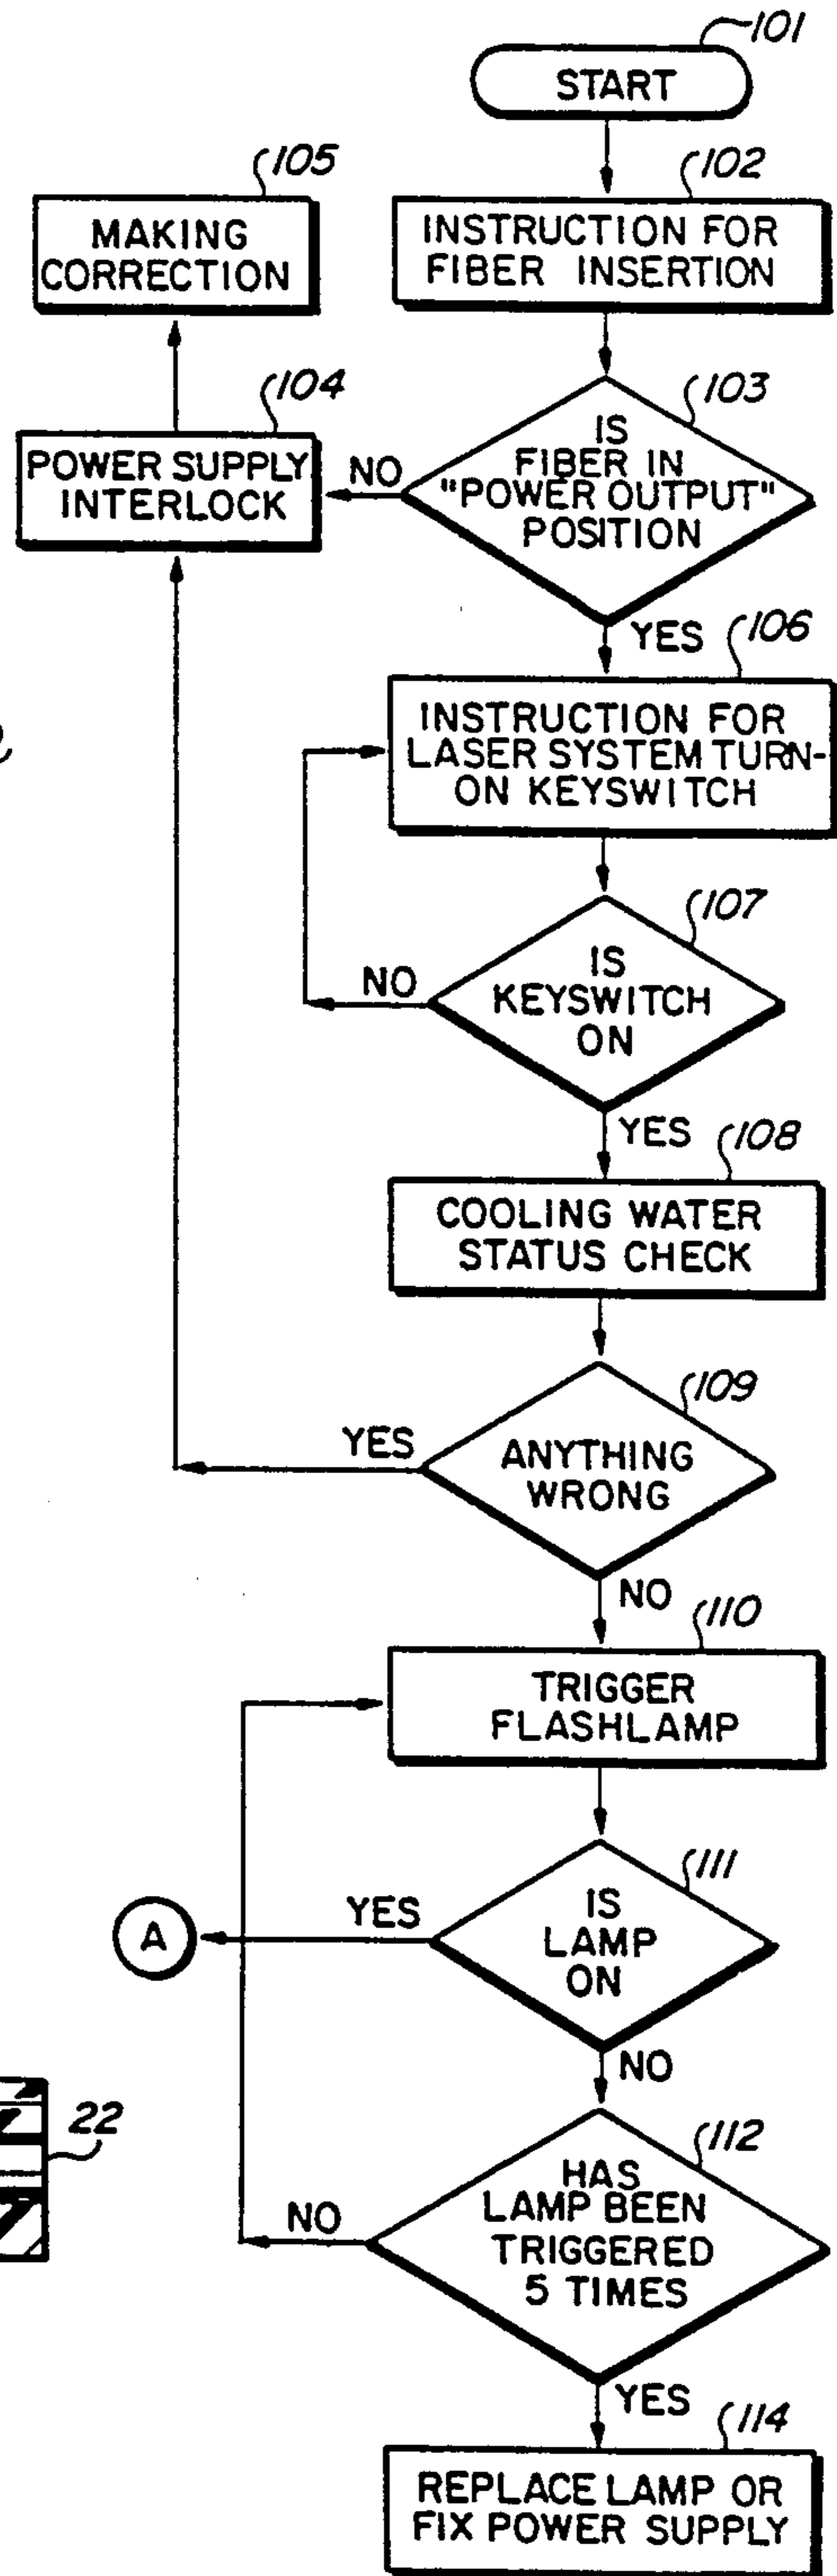 101
START
102
INSTRUCTION FOR
FIBER INSERTION
105
MAKING
CORRECTION
103
IS
FIBER IN
"POWER OUTPUT"
POSITION
NO
104
POWER SUPPLY
INTERLOCK
YES
106
INSTRUCTION FOR
LASER SYSTEM TURN-
ON KEYSWITCH
107
IS
KEYSWITCH
ON
NO
YES
108
COOLING WATER
STATUS CHECK
109
ANYTHING
WRONG
YES
NO
110
TRIGGER
FLASHLAMP
111
IS
LAMP
ON
YES
A
NO
22
112
HAS
LAMP BEEN
TRIGGERED
5 TIMES
NO
YES
114
REPLACE LAMP OR
FIX POWER SUPPLY